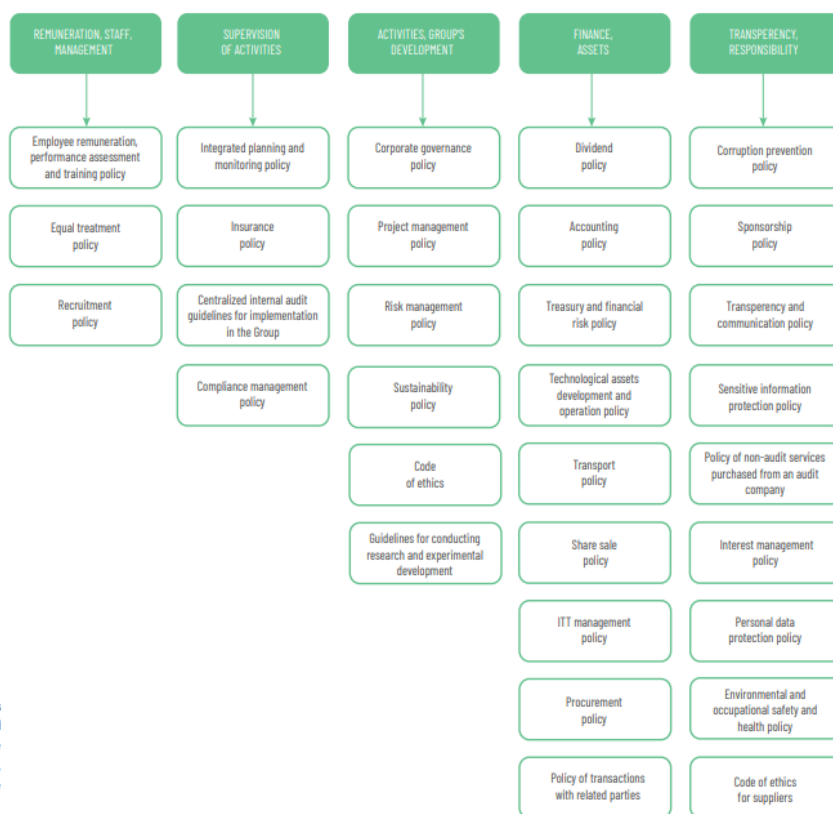 REMUNERATION, STAFF,
MANAGEMENT
Employee remuneration,
performance assessment
and training policy
Equal treatment
policy
Recruitment
policy
SUPERVISION
OF ACTIVITIES
Integrated planning and
monitoring policy
Insurance
policy
Centralized internal audit
guidelines for implementation
in the Group
Compliance management
policy
ACTIVITIES, GROUP'S
DEVELOPMENT
Corporate governance
policy
Project management
policy
Risk management
policy
Sustainability
policy
Code
of ethics
Guidelines for conducting
research and experimental
development
FINANCE,
ASSETS
Dividend
policy
Accounting
policy
Treasury and financial
risk policy
Technological assets
development and
operation policy
Transport
policy
Share sale
policy
ITT management
policy
Procurement
policy
Policy of transactions
with related parties
TRANSPERENCY,
RESPONSIBILITY
Corruption prevention
policy
Sponsorship
policy
Transperency and
communication policy
Sensitive information
protection policy
Policy of non-audit services
purchased from an audit
company
Interest management
policy
Personal data
protection policy
Environmental and
occupational safety and
health policy
Code of ethics
for suppliers